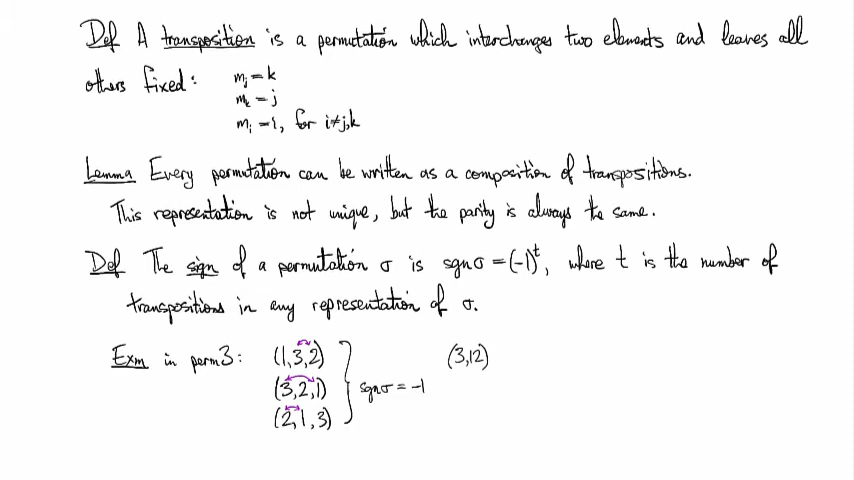 Def A transposition is a permutation which interchanges two elements and leaves all
others fixed:
m_j = k
m_k = j
m_i = i, for i≠j,k
Lemma Every permutation can be written as a composition of transpositions.
This representation is not unique, but the parity is always the same.
Def The sign of a permutation σ is sgnσ = (-1)^t, where t is the number of
transpositions in any representation of σ.
Exm in perm3: (1,3,2) (3,12)
(3,2,1) sgnσ = -1
(2,1,3)